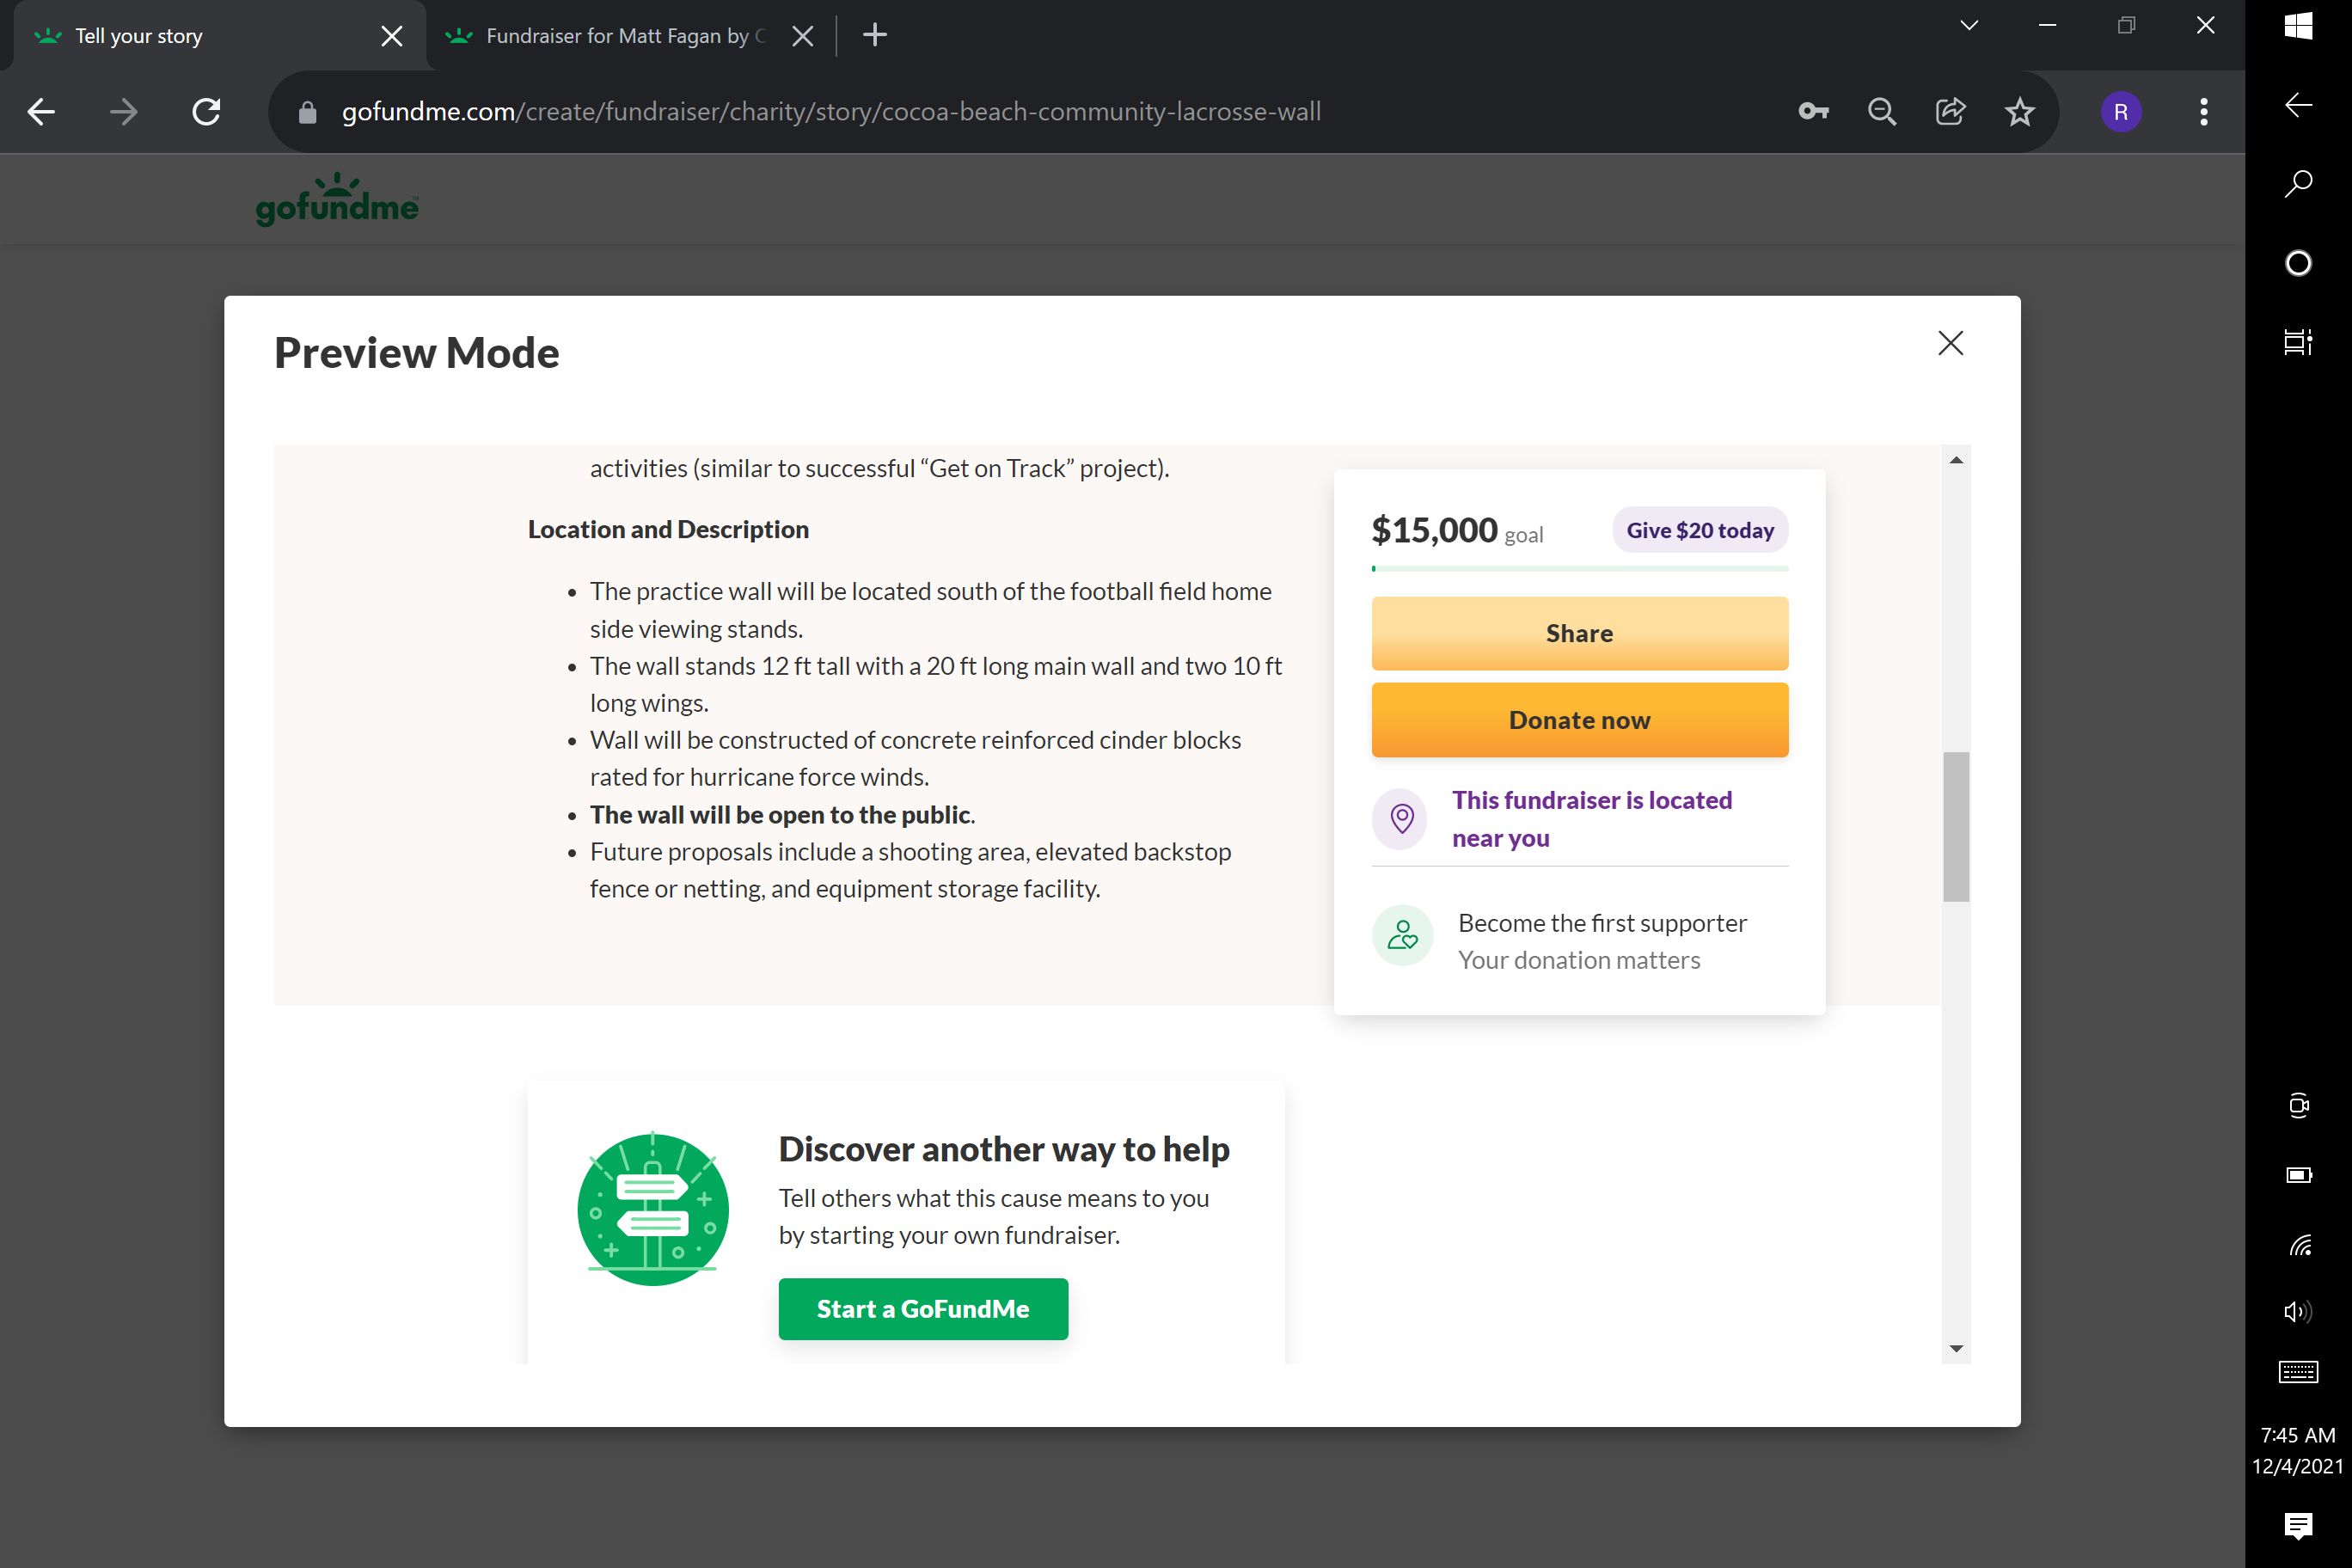 Tell your story
Fundraiser for Matt Fagan by C
gofundme.com/create/fundraiser/charity/story/cocoa-beach-community-lacrosse-wall
R
gofundme™
Preview Mode
activities (similar to successful “Get on Track” project).
Location and Description
• The practice wall will be located south of the football field home
side viewing stands.
• The wall stands 12 ft tall with a 20 ft long main wall and two 10 ft
long wings.
• Wall will be constructed of concrete reinforced cinder blocks
rated for hurricane force winds.
• The wall will be open to the public.
• Future proposals include a shooting area, elevated backstop
fence or netting, and equipment storage facility.
$15,000 goal
Give $20 today
Share
Donate now
This fundraiser is located
near you
Become the first supporter
Your donation matters
Discover another way to help
Tell others what this cause means to you
by starting your own fundraiser.
Start a GoFundMe
7:45 AM
12/4/2021